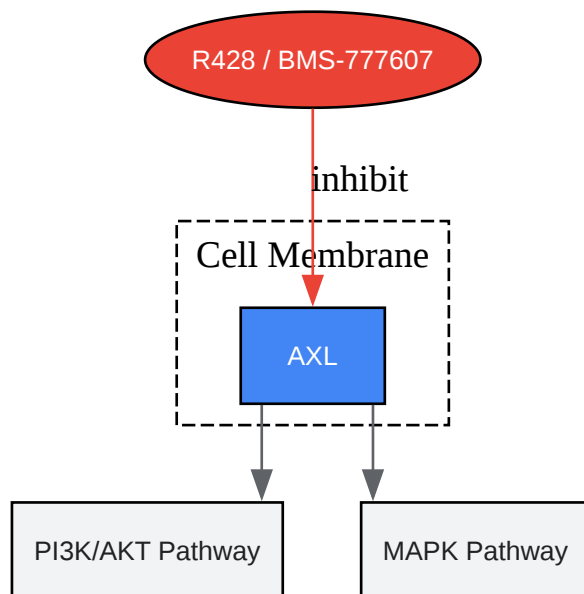 R428 / BMS-777607
inhibit
Cell Membrane
AXL
PI3K/AKT Pathway
MAPK Pathway